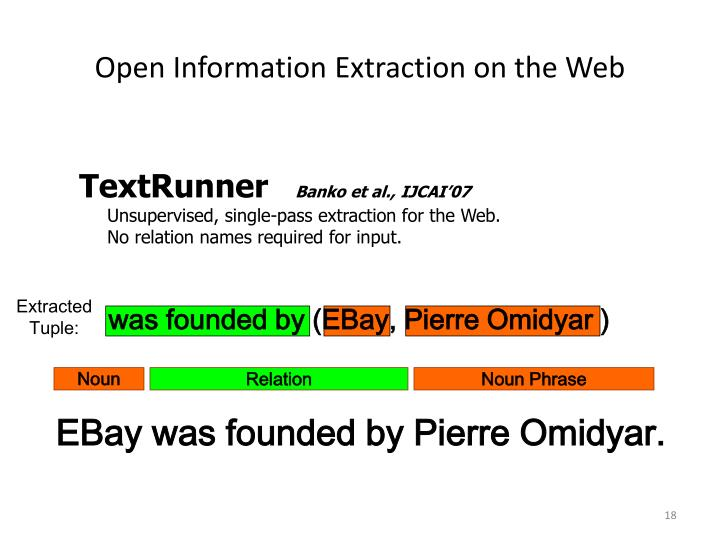 Open Information Extraction on the Web
TextRunner Banko et al., IJCAI’07
Unsupervised, single-pass extraction for the Web.
No relation names required for input.
Extracted
Tuple:
was founded by (EBay, Pierre Omidyar )
Noun Relation Noun Phrase
EBay was founded by Pierre Omidyar.
18